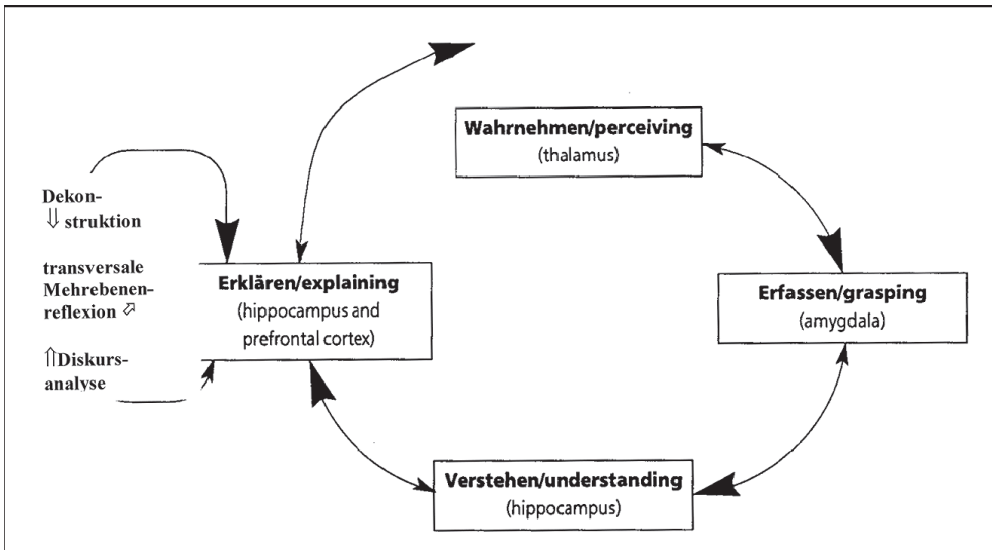 Wahrnehmen/perceiving
(thalamus)
Dekon-
⇓ struktion
transversale
Mehrebenen-
reflexion ⬀
⇑Diskurs-
analyse
Erklären/explaining
(hippocampus and
prefrontal cortex)
Erfassen/grasping
(amygdala)
Verstehen/understanding
(hippocampus)